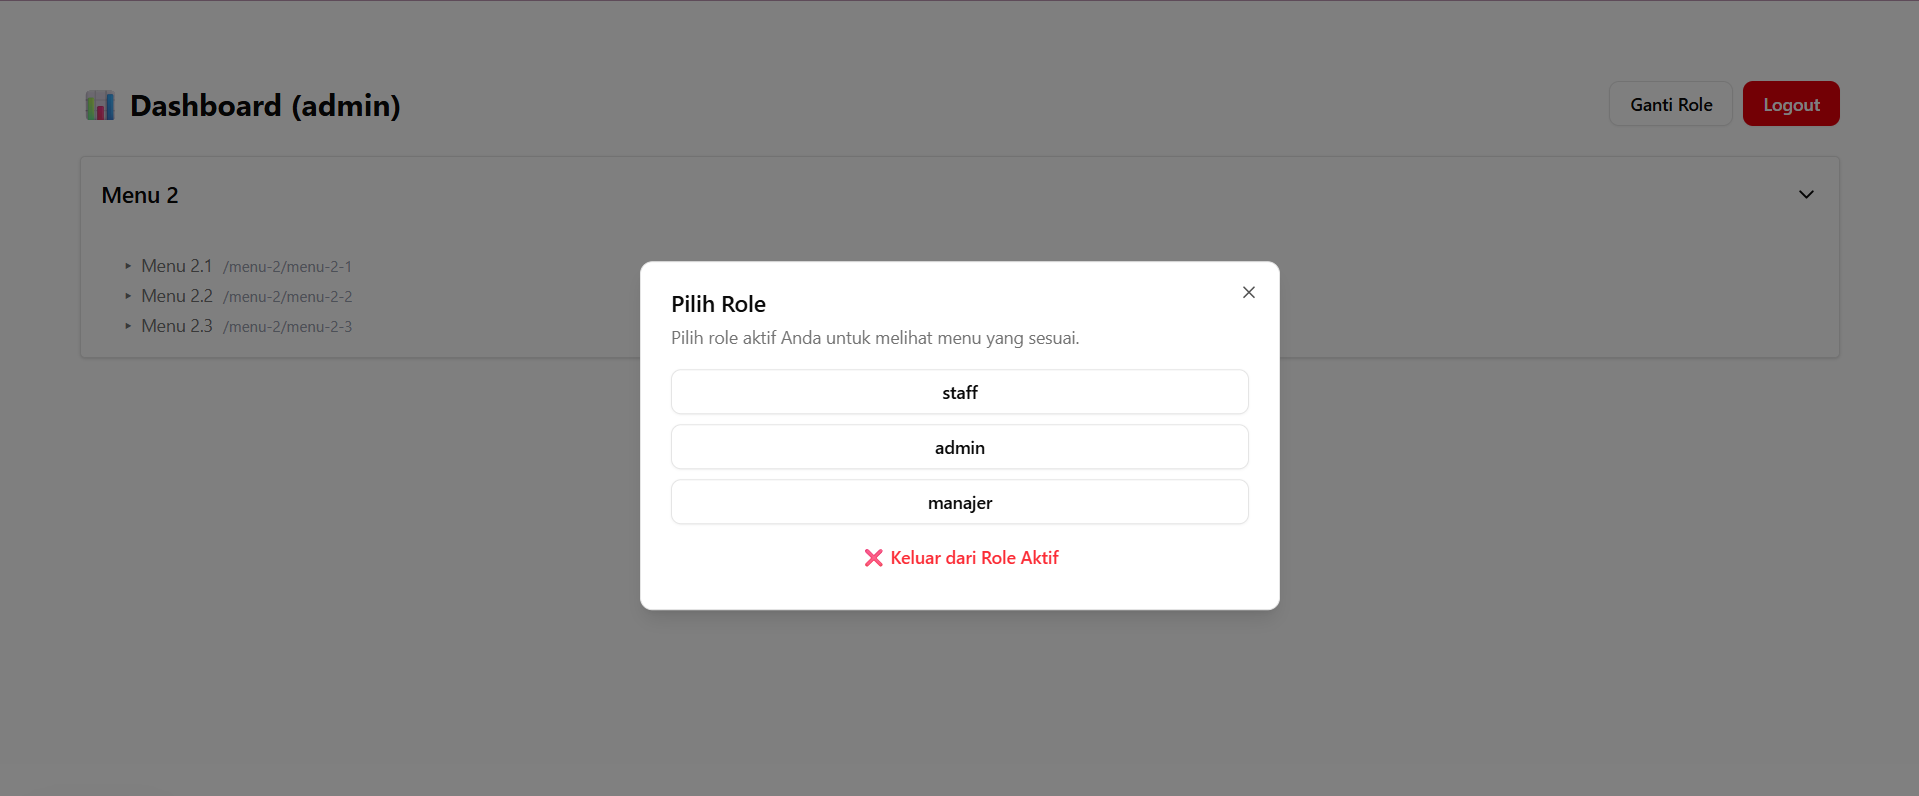 Dashboard (admin)
Ganti Role
Logout
Menu 2
Menu 2.1 /menu-2/menu-2-1
Menu 2.2 /menu-2/menu-2-2
Menu 2.3 /menu-2/menu-2-3
Pilih Role
Pilih role aktif Anda untuk melihat menu yang sesuai.
staff
admin
manajer
❌ Keluar dari Role Aktif